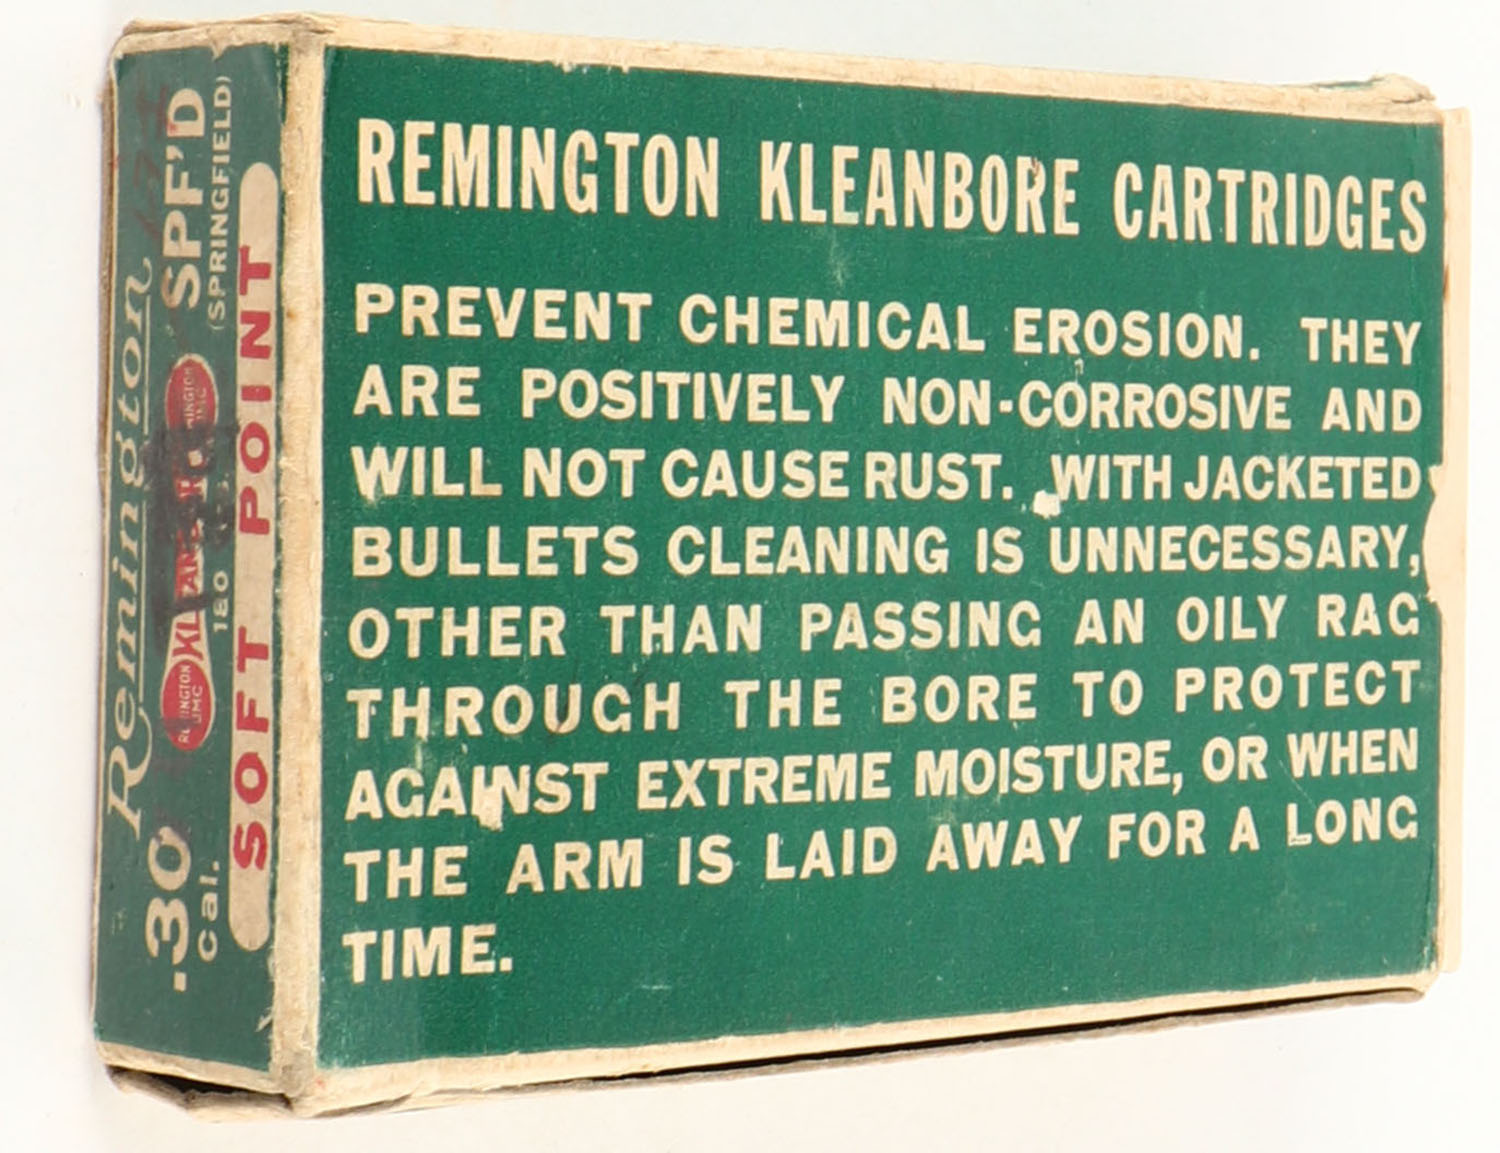 REMINGTON KLEANBORE CARTRIDGES
PREVENT CHEMICAL EROSION. THEY
ARE POSITIVELY NON-CORROSIVE AND
WILL NOT CAUSE RUST. WITH JACKETED
BULLETS CLEANING IS UNNECESSARY,
OTHER THAN PASSING AN OILY RAG
THROUGH THE BORE TO PROTECT
AGAINST EXTREME MOISTURE, OR WHEN
THE ARM IS LAID AWAY FOR A LONG
TIME.
Remington
.30 SPF'D
cal. (SPRINGFIELD)
REMINGTON UMC KLEANBORE REMINGTON UMC
180
SOFT POINT